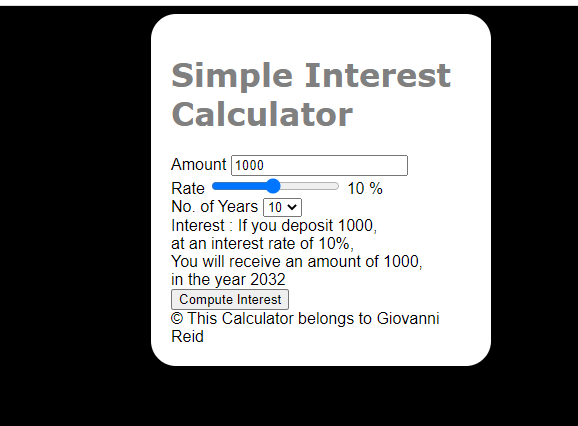 Simple Interest
Calculator
Amount 1000
Rate 10 %
No. of Years 10
Interest : If you deposit 1000,
at an interest rate of 10%,
You will receive an amount of 1000,
in the year 2032
Compute Interest
© This Calculator belongs to Giovanni
Reid